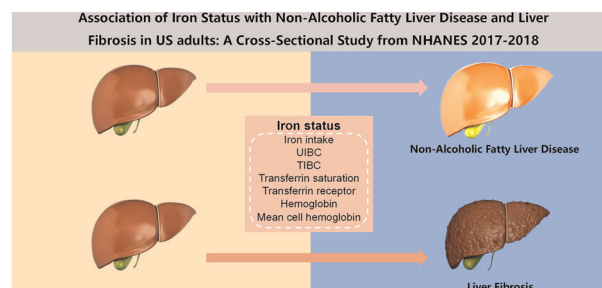 Association of Iron Status with Non-Alcoholic Fatty Liver Disease and Liver
Fibrosis in US adults: A Cross-Sectional Study from NHANES 2017-2018
Iron status
Iron intake
UIBC
TIBC
Transferrin saturation
Transferrin receptor
Hemoglobin
Mean cell hemoglobin
Non-Alcoholic Fatty Liver Disease
Liver Fibrosis